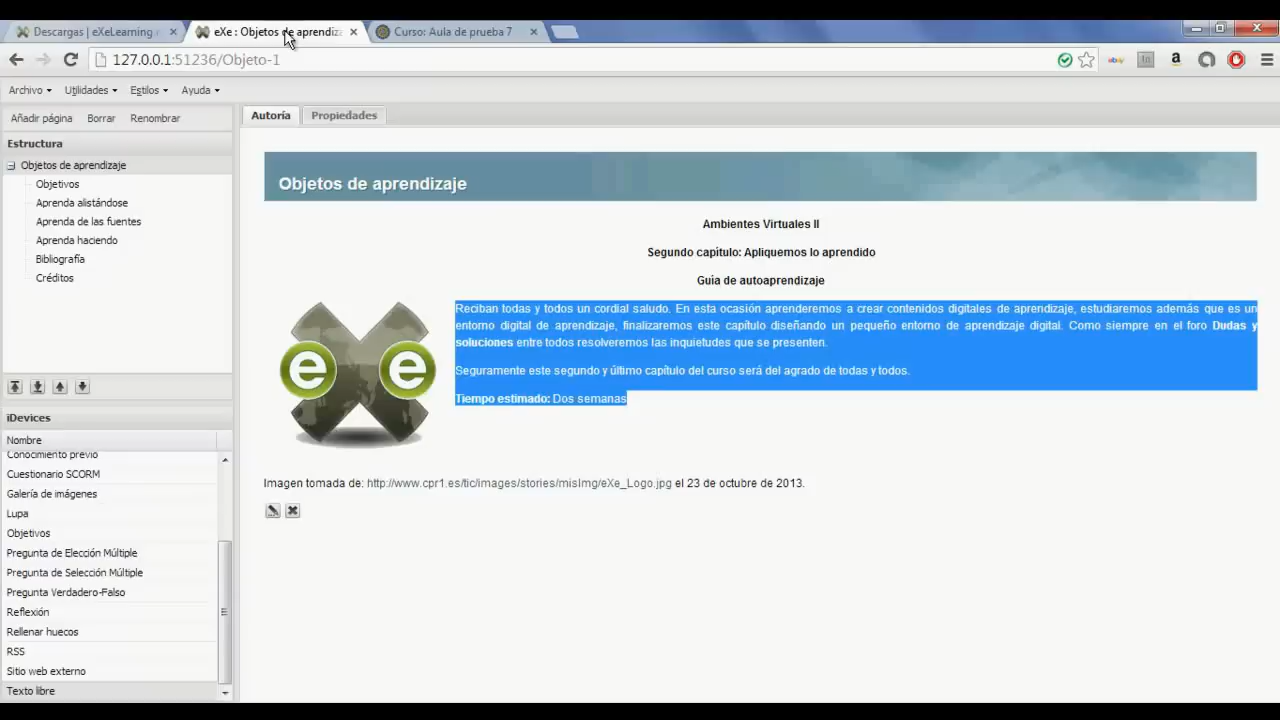 Descargas | eXeLearning
eXe : Objetos de aprendiza
Curso: Aula de prueba 7
127.0.0.1:51236/Objeto-1
ebay
a
Archivo Utilidades Estilos Ayuda
Añadir página Borrar Renombrar
Estructura
Objetos de aprendizaje
Objetivos
Aprenda alistándose
Aprenda de las fuentes
Aprenda haciendo
Bibliografía
Créditos
iDevices
Nombre
Conocimiento previo
Cuestionario SCORM
Galería de imágenes
Lupa
Objetivos
Pregunta de Elección Múltiple
Pregunta de Selección Múltiple
Pregunta Verdadero-Falso
Reflexión
Rellenar huecos
RSS
Sitio web externo
Texto libre
Autoría Propiedades
Objetos de aprendizaje
Ambientes Virtuales II
Segundo capítulo: Apliquemos lo aprendido
Guía de autoaprendizaje
e e
Reciban todas y todos un cordial saludo. En esta ocasión aprenderemos a crear contenidos digitales de aprendizaje, estudiaremos además que es un
entorno digital de aprendizaje, finalizaremos este capítulo diseñando un pequeño entorno de aprendizaje digital. Como siempre en el foro Dudas y
soluciones entre todos resolveremos las inquietudes que se presenten.
Seguramente este segundo y último capítulo del curso será del agrado de todas y todos.
Tiempo estimado: Dos semanas
Imagen tomada de: http://www.cpr1.es/tic/images/stories/misImg/eXe_Logo.jpg el 23 de octubre de 2013.